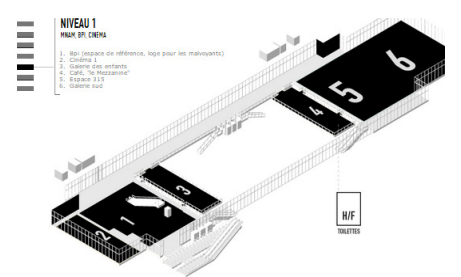 NIVEAU 1
MNAM, BPI, CINEMA
1. Bpi (espace de référence, loge pour les malvoyants)
2. Cinéma 1
3. Galerie des enfants
4. Café, "le Mezzanine"
5. Espace 315
6. Galerie sud
5
6
4
3
1
2
H/F
TOILETTES